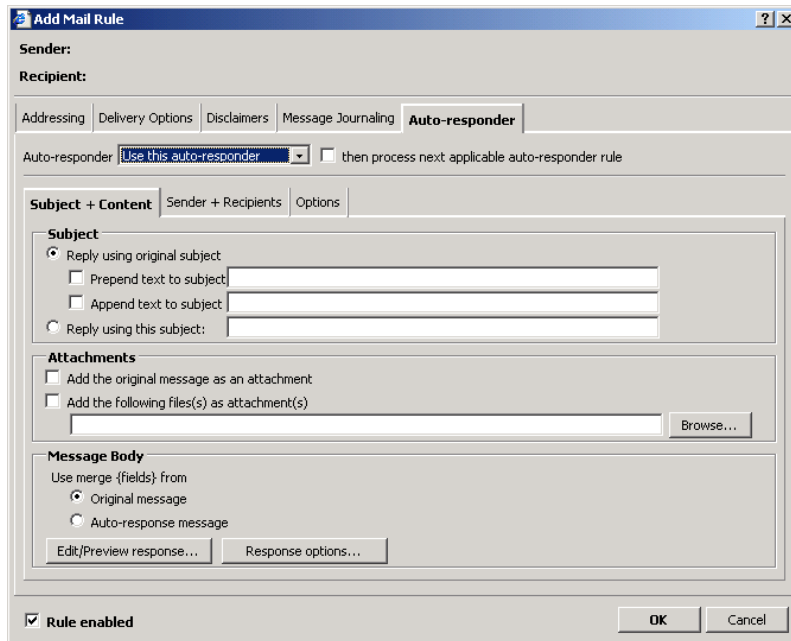 Add Mail Rule
Sender:
Recipient:
Addressing Delivery Options Disclaimers Message Journaling Auto-responder
Auto-responder Use this auto-responder then process next applicable auto-responder rule
Subject + Content Sender + Recipients Options
Subject
Reply using original subject
Prepend text to subject
Append text to subject
Reply using this subject:
Attachments
Add the original message as an attachment
Add the following files(s) as attachment(s)
Browse...
Message Body
Use merge {fields} from
Original message
Auto-response message
Edit/Preview response... Response options...
Rule enabled OK Cancel